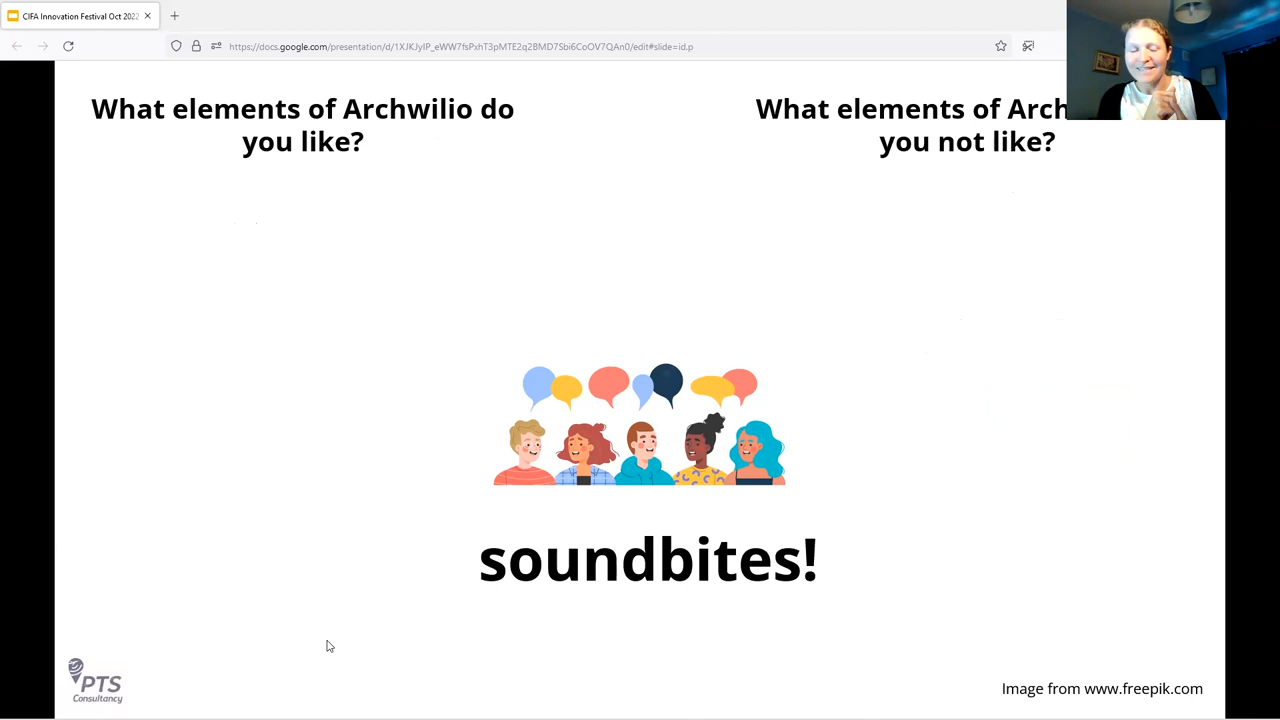 CIFA Innovation Festival Oct 2022
https://docs.google.com/presentation/d/1XJKJyIP_eWW7fsPxhT3pMTE2q2BMD7Sbi6CoOV7QAn0/edit#slide=id.p
What elements of Archwilio do
you like?
What elements of Arch
you not like?
soundbites!
PTS
Consultancy
Image from www.freepik.com